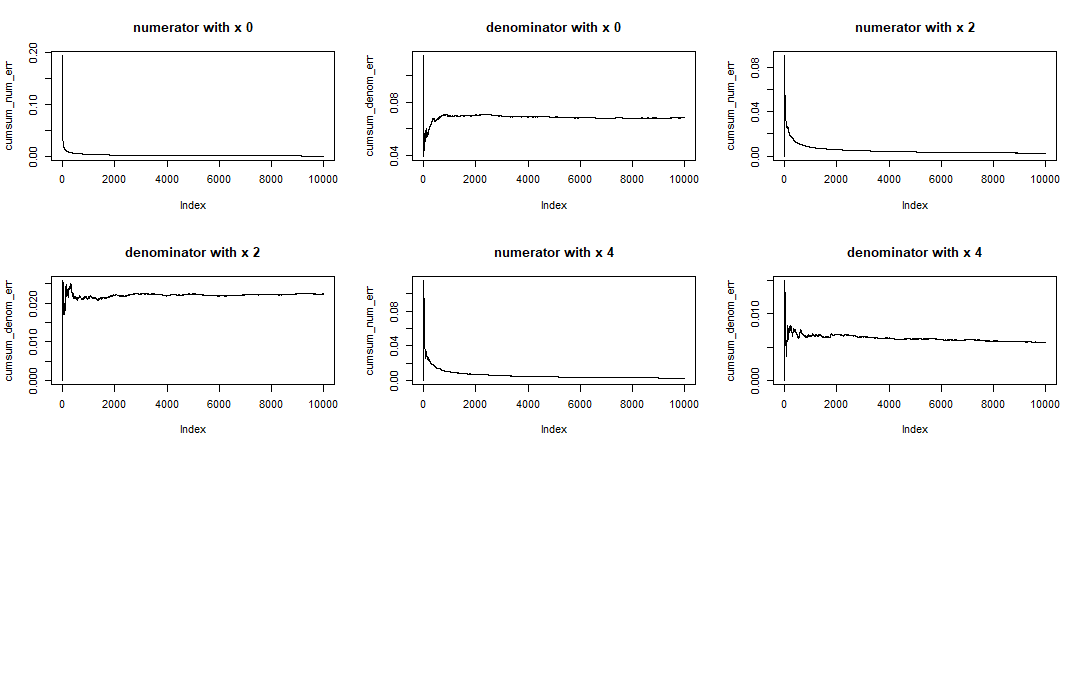 numerator with x 0
cumsum_num_err
0.00 0.10 0.20
0 2000 4000 6000 8000 10000
Index
denominator with x 0
cumsum_denom_err
0.04 0.08
0 2000 4000 6000 8000 10000
Index
numerator with x 2
cumsum_num_err
0.00 0.04 0.08
0 2000 4000 6000 8000 10000
Index
denominator with x 2
cumsum_denom_err
0.000 0.010 0.020
0 2000 4000 6000 8000 10000
Index
numerator with x 4
cumsum_num_err
0.00 0.04 0.08
0 2000 4000 6000 8000 10000
Index
denominator with x 4
cumsum_denom_err
0.000 0.010
0 2000 4000 6000 8000 10000
Index